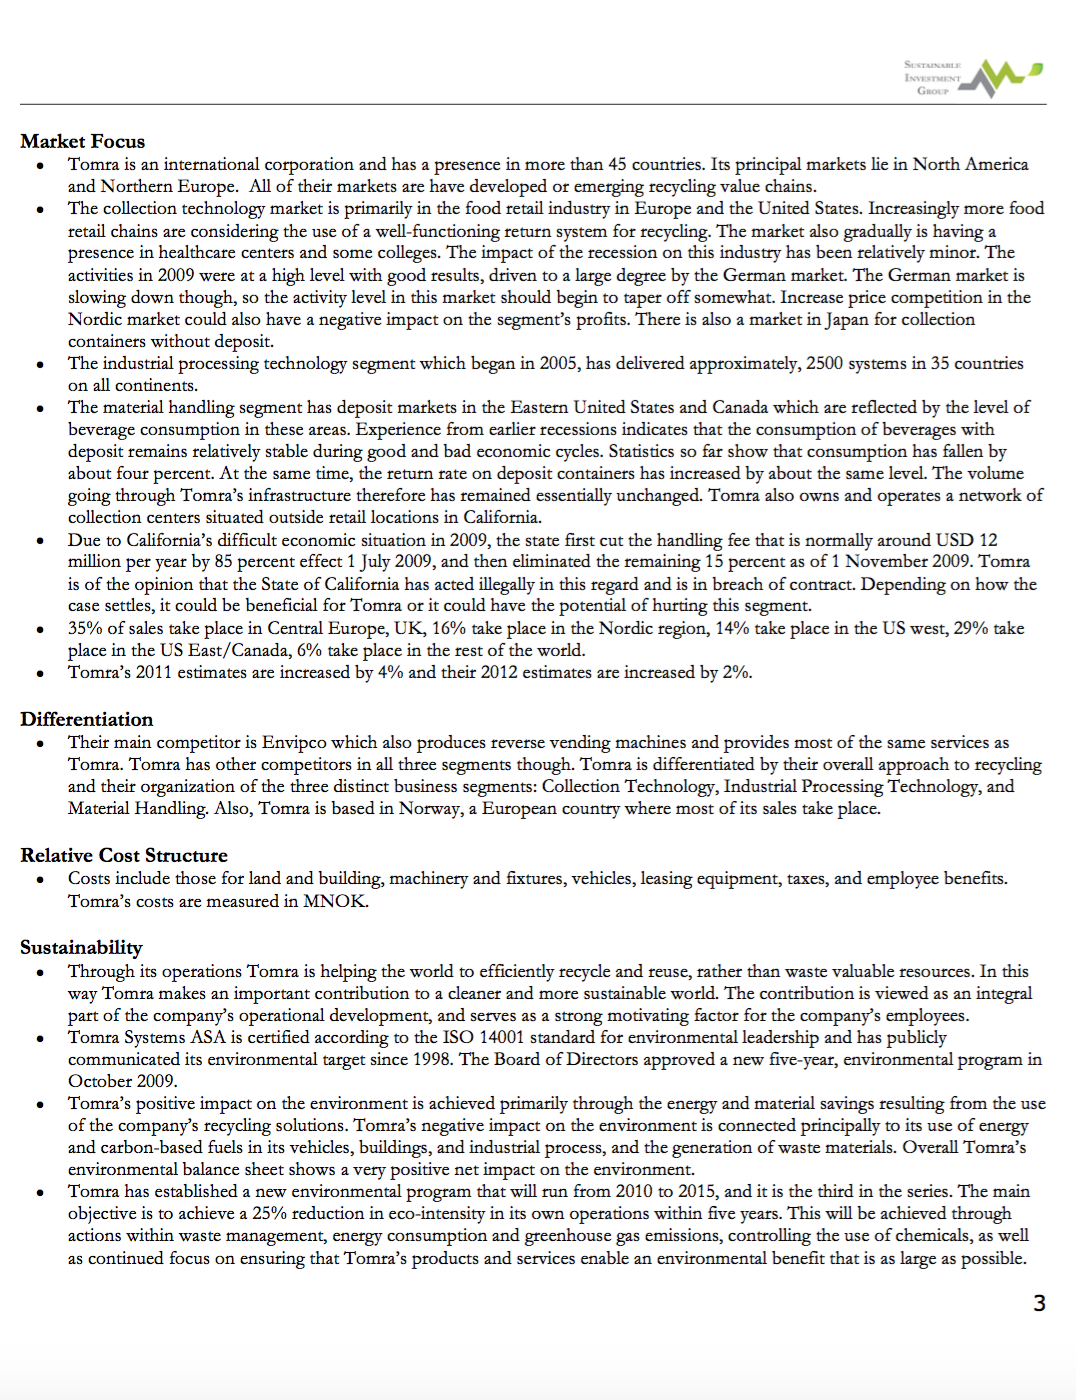 SUSTAINABLE
INVESTMENT
GROUP
Market Focus
• Tomra is an international corporation and has a presence in more than 45 countries. Its principal markets lie in North America
and Northern Europe.  All of their markets are have developed or emerging recycling value chains.
• The collection technology market is primarily in the food retail industry in Europe and the United States. Increasingly more food
retail chains are considering the use of a well-functioning return system for recycling. The market also gradually is having a
presence in healthcare centers and some colleges. The impact of the recession on this industry has been relatively minor. The
activities in 2009 were at a high level with good results, driven to a large degree by the German market. The German market is
slowing down though, so the activity level in this market should begin to taper off somewhat. Increase price competition in the
Nordic market could also have a negative impact on the segment's profits. There is also a market in Japan for collection
containers without deposit.
• The industrial processing technology segment which began in 2005, has delivered approximately, 2500 systems in 35 countries
on all continents.
• The material handling segment has deposit markets in the Eastern United States and Canada which are reflected by the level of
beverage consumption in these areas. Experience from earlier recessions indicates that the consumption of beverages with
deposit remains relatively stable during good and bad economic cycles. Statistics so far show that consumption has fallen by
about four percent. At the same time, the return rate on deposit containers has increased by about the same level. The volume
going through Tomra's infrastructure therefore has remained essentially unchanged. Tomra also owns and operates a network of
collection centers situated outside retail locations in California.
• Due to California's difficult economic situation in 2009, the state first cut the handling fee that is normally around USD 12
million per year by 85 percent effect 1 July 2009, and then eliminated the remaining 15 percent as of 1 November 2009. Tomra
is of the opinion that the State of California has acted illegally in this regard and is in breach of contract. Depending on how the
case settles, it could be beneficial for Tomra or it could have the potential of hurting this segment.
• 35% of sales take place in Central Europe, UK, 16% take place in the Nordic region, 14% take place in the US west, 29% take
place in the US East/Canada, 6% take place in the rest of the world.
• Tomra's 2011 estimates are increased by 4% and their 2012 estimates are increased by 2%.
Differentiation
• Their main competitor is Envipco which also produces reverse vending machines and provides most of the same services as
Tomra. Tomra has other competitors in all three segments though. Tomra is differentiated by their overall approach to recycling
and their organization of the three distinct business segments: Collection Technology, Industrial Processing Technology, and
Material Handling. Also, Tomra is based in Norway, a European country where most of its sales take place.
Relative Cost Structure
• Costs include those for land and building, machinery and fixtures, vehicles, leasing equipment, taxes, and employee benefits.
Tomra's costs are measured in MNOK.
Sustainability
• Through its operations Tomra is helping the world to efficiently recycle and reuse, rather than waste valuable resources. In this
way Tomra makes an important contribution to a cleaner and more sustainable world. The contribution is viewed as an integral
part of the company's operational development, and serves as a strong motivating factor for the company's employees.
• Tomra Systems ASA is certified according to the ISO 14001 standard for environmental leadership and has publicly
communicated its environmental target since 1998. The Board of Directors approved a new five-year, environmental program in
October 2009.
• Tomra's positive impact on the environment is achieved primarily through the energy and material savings resulting from the use
of the company's recycling solutions. Tomra's negative impact on the environment is connected principally to its use of energy
and carbon-based fuels in its vehicles, buildings, and industrial process, and the generation of waste materials. Overall Tomra's
environmental balance sheet shows a very positive net impact on the environment.
• Tomra has established a new environmental program that will run from 2010 to 2015, and it is the third in the series. The main
objective is to achieve a 25% reduction in eco-intensity in its own operations within five years. This will be achieved through
actions within waste management, energy consumption and greenhouse gas emissions, controlling the use of chemicals, as well
as continued focus on ensuring that Tomra's products and services enable an environmental benefit that is as large as possible.
3